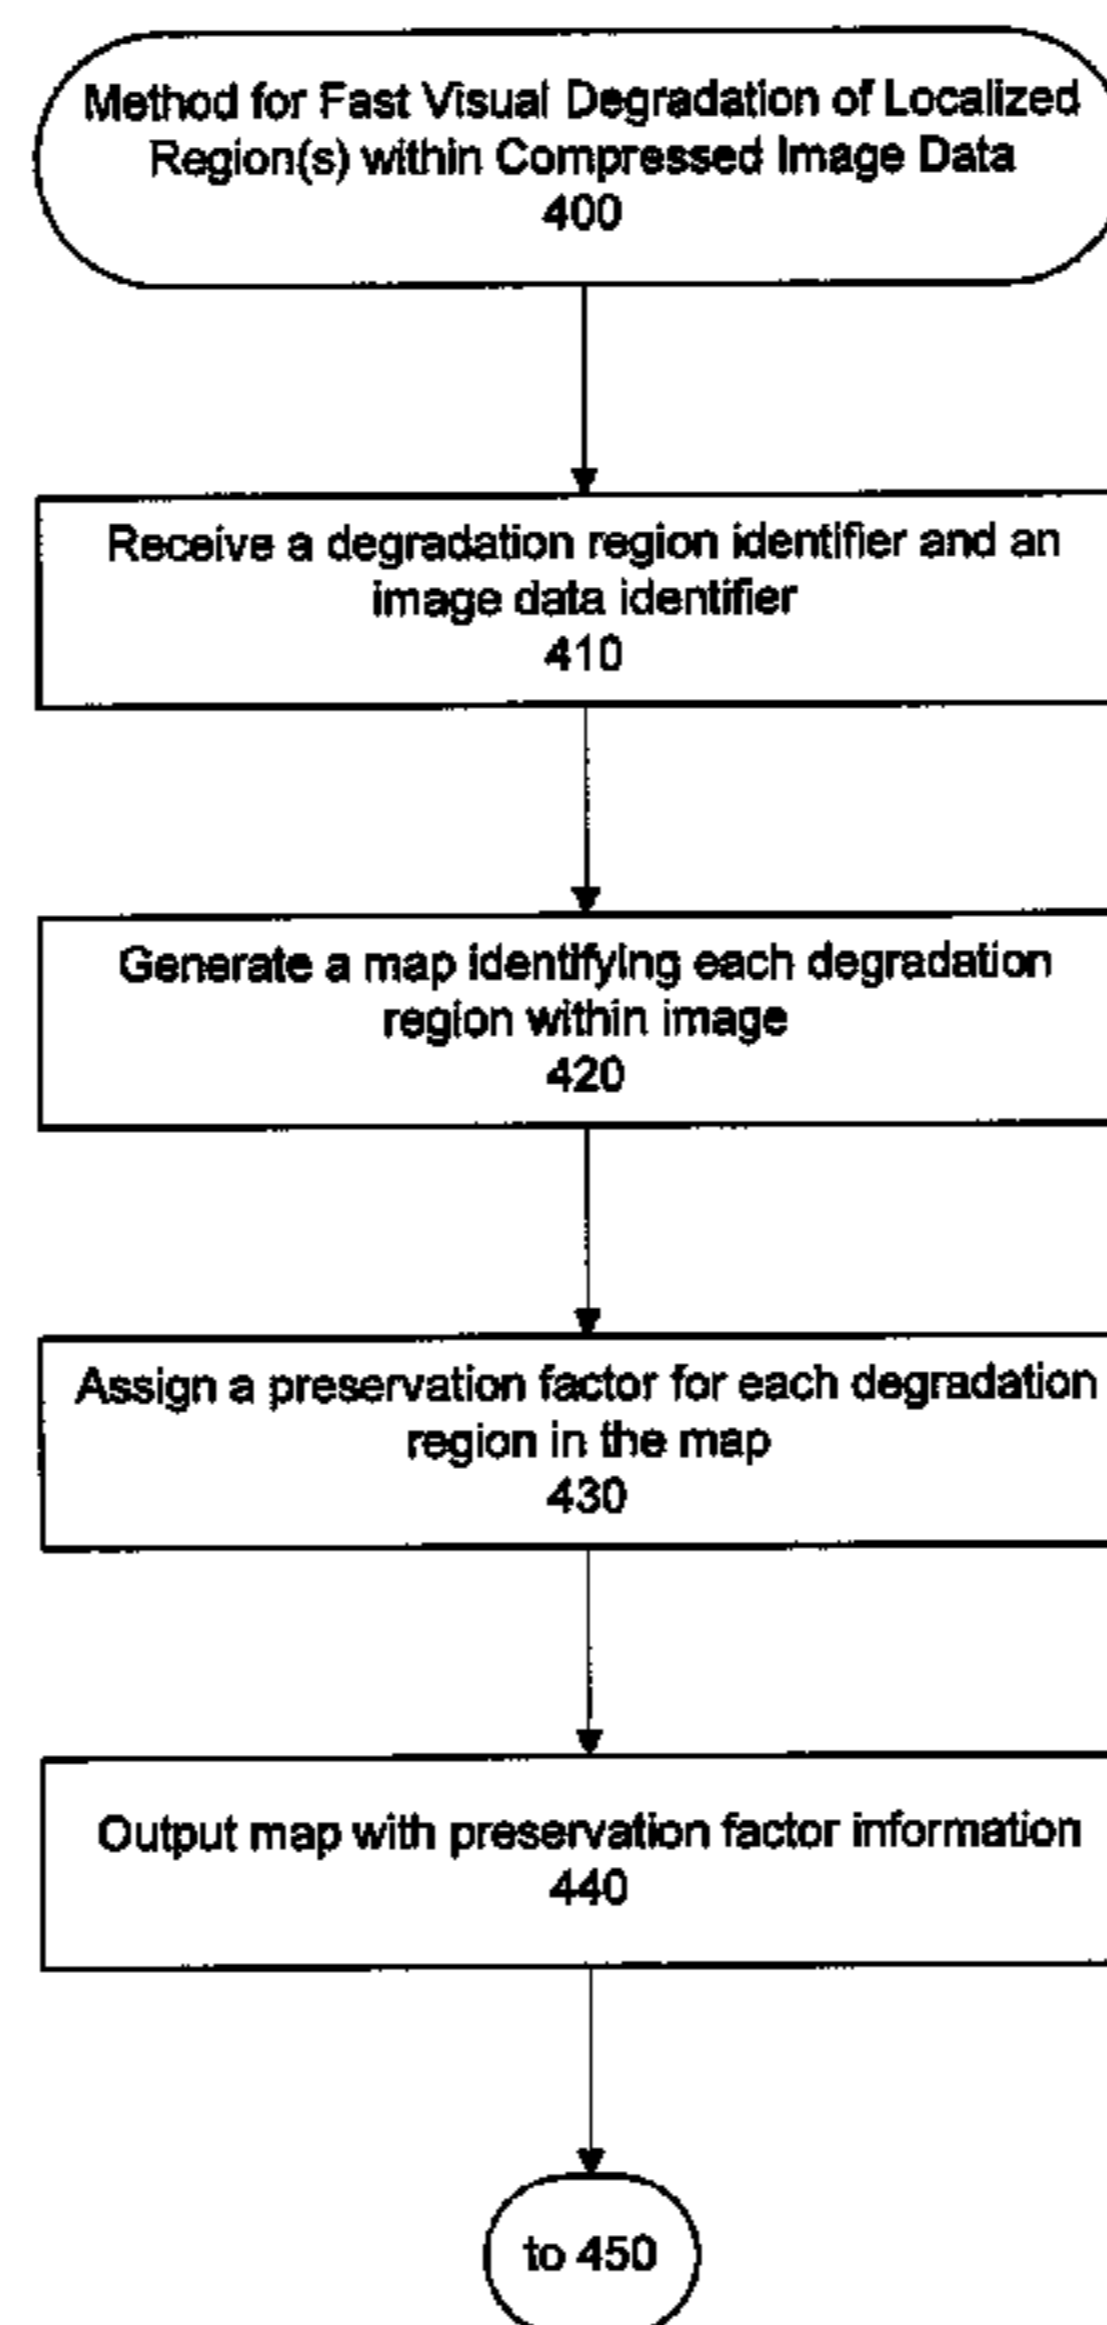 Method for Fast Visual Degradation of Localized
Region(s) within Compressed Image Data
400
Receive a degradation region identifier and an
image data identifier
410
Generate a map identifying each degradation
region within image
420
Assign a preservation factor for each degradation
region in the map
430
Output map with preservation factor information
440
to 450